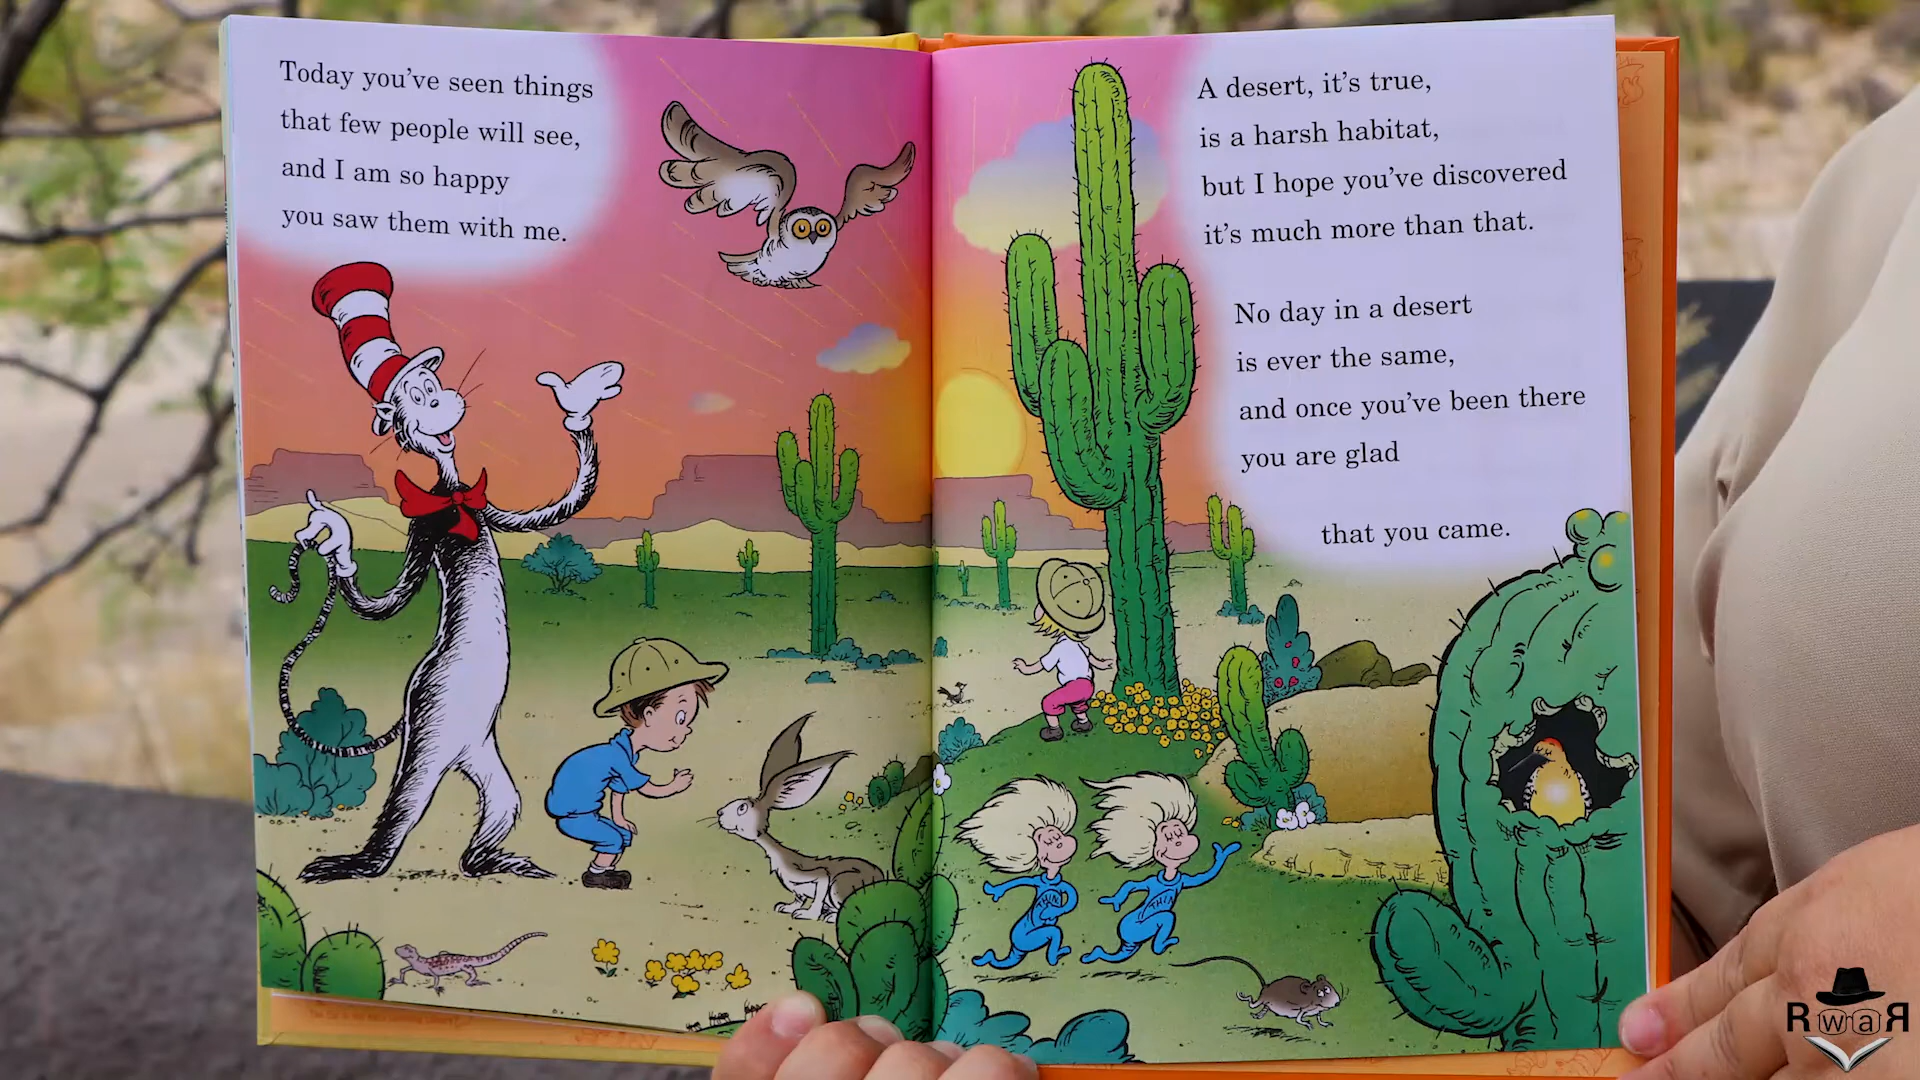 Today you've seen things
that few people will see,
and I am so happy
you saw them with me.
A desert, it's true,
is a harsh habitat,
but I hope you've discovered
it's much more than that.
No day in a desert
is ever the same,
and once you've been there
you are glad
that you came.
THING
THING
RwaR